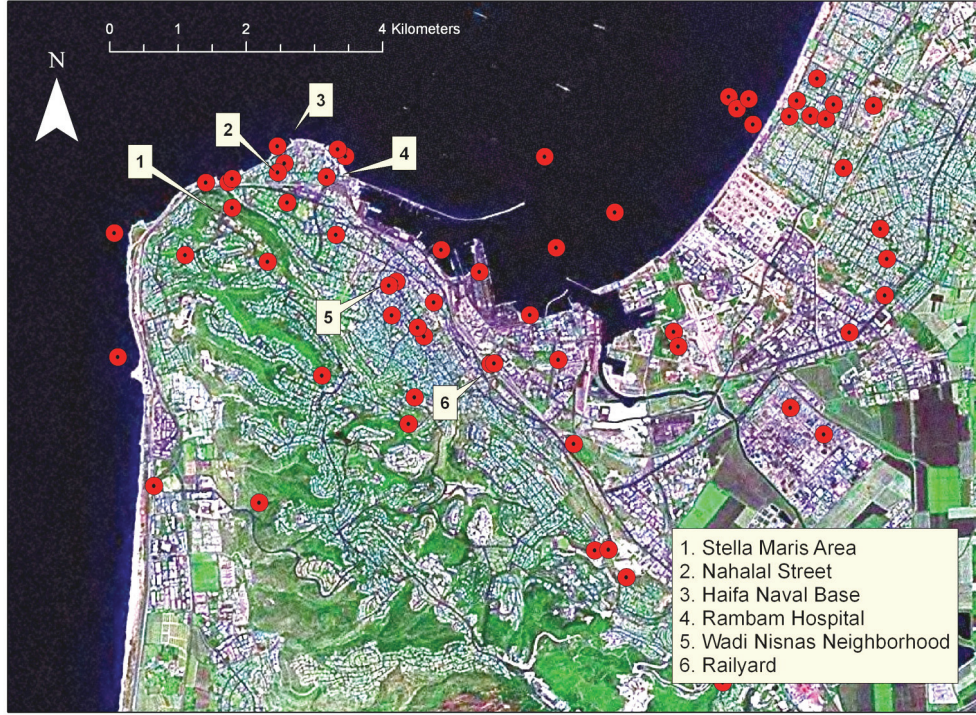 0 1 2 4 Kilometers
N
3
2
1
4
5
6
1. Stella Maris Area
2. Nahalal Street
3. Haifa Naval Base
4. Rambam Hospital
5. Wadi Nisnas Neighborhood
6. Railyard